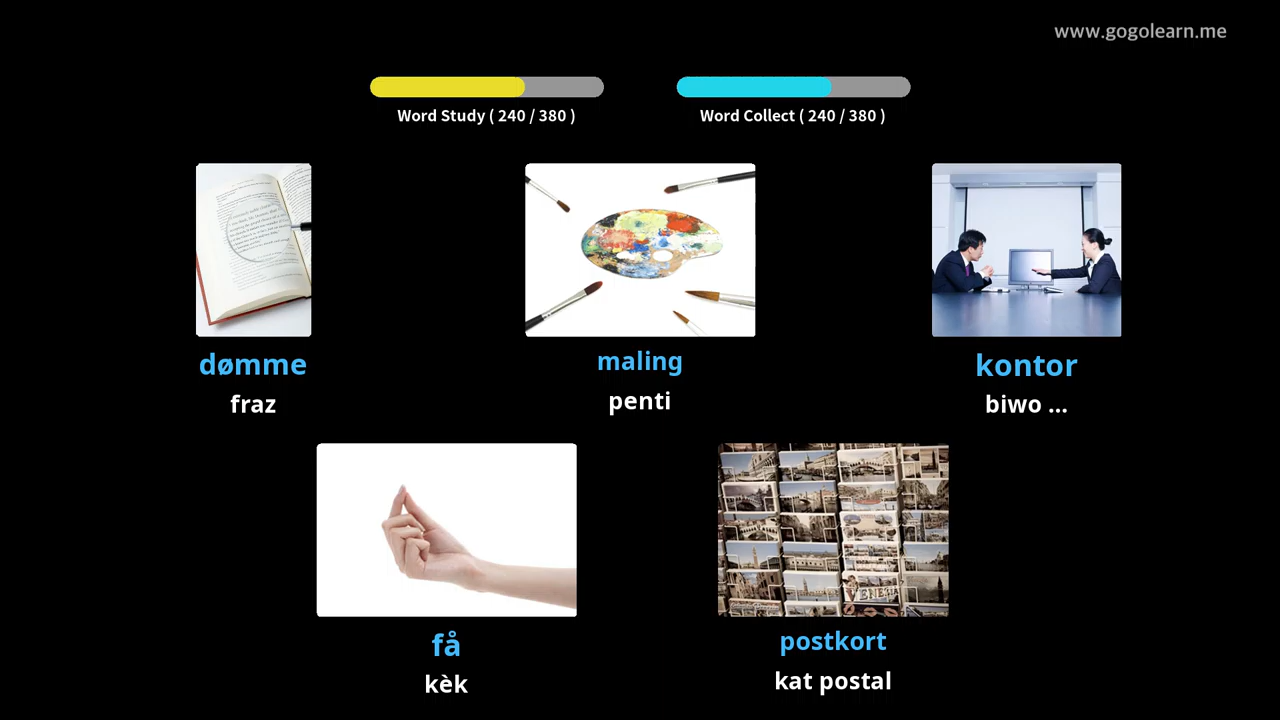 www.gogolearn.me
Word Study ( 240 / 380 )
Word Collect ( 240 / 380 )
dømme
fraz
maling
penti
kontor
biwo ...
få
kèk
postkort
kat postal
VENEZIA